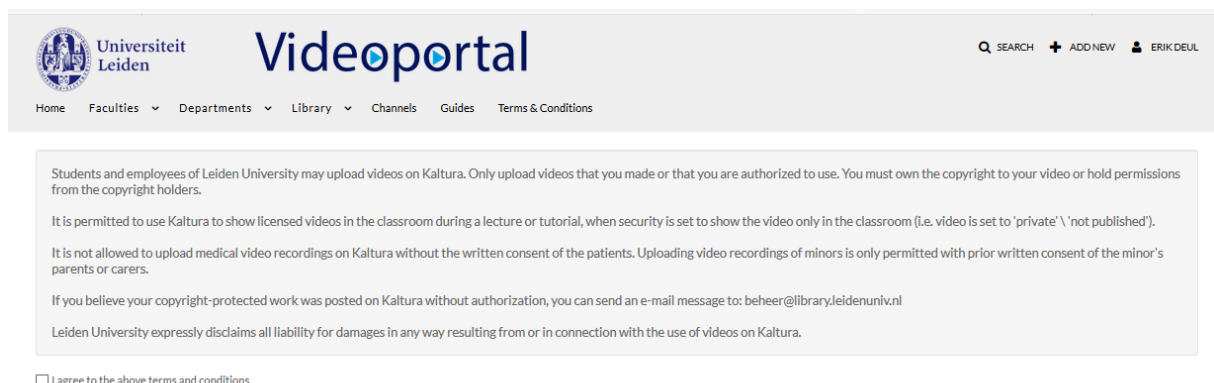 Universiteit
Leiden
Videoportal
SEARCH ADD NEW ERIK DEUL
Home Faculties Departments Library Channels Guides Terms & Conditions
Students and employees of Leiden University may upload videos on Kaltura. Only upload videos that you made or that you are authorized to use. You must own the copyright to your video or hold permissions
from the copyright holders.
It is permitted to use Kaltura to show licensed videos in the classroom during a lecture or tutorial, when security is set to show the video only in the classroom (i.e. video is set to 'private' \ 'not published').
It is not allowed to upload medical video recordings on Kaltura without the written consent of the patients. Uploading video recordings of minors is only permitted with prior written consent of the minor's
parents or carers.
If you believe your copyright-protected work was posted on Kaltura without authorization, you can send an e-mail message to: beheer@library.leidenuniv.nl
Leiden University expressly disclaims all liability for damages in any way resulting from or in connection with the use of videos on Kaltura.
I agree to the above terms and conditions